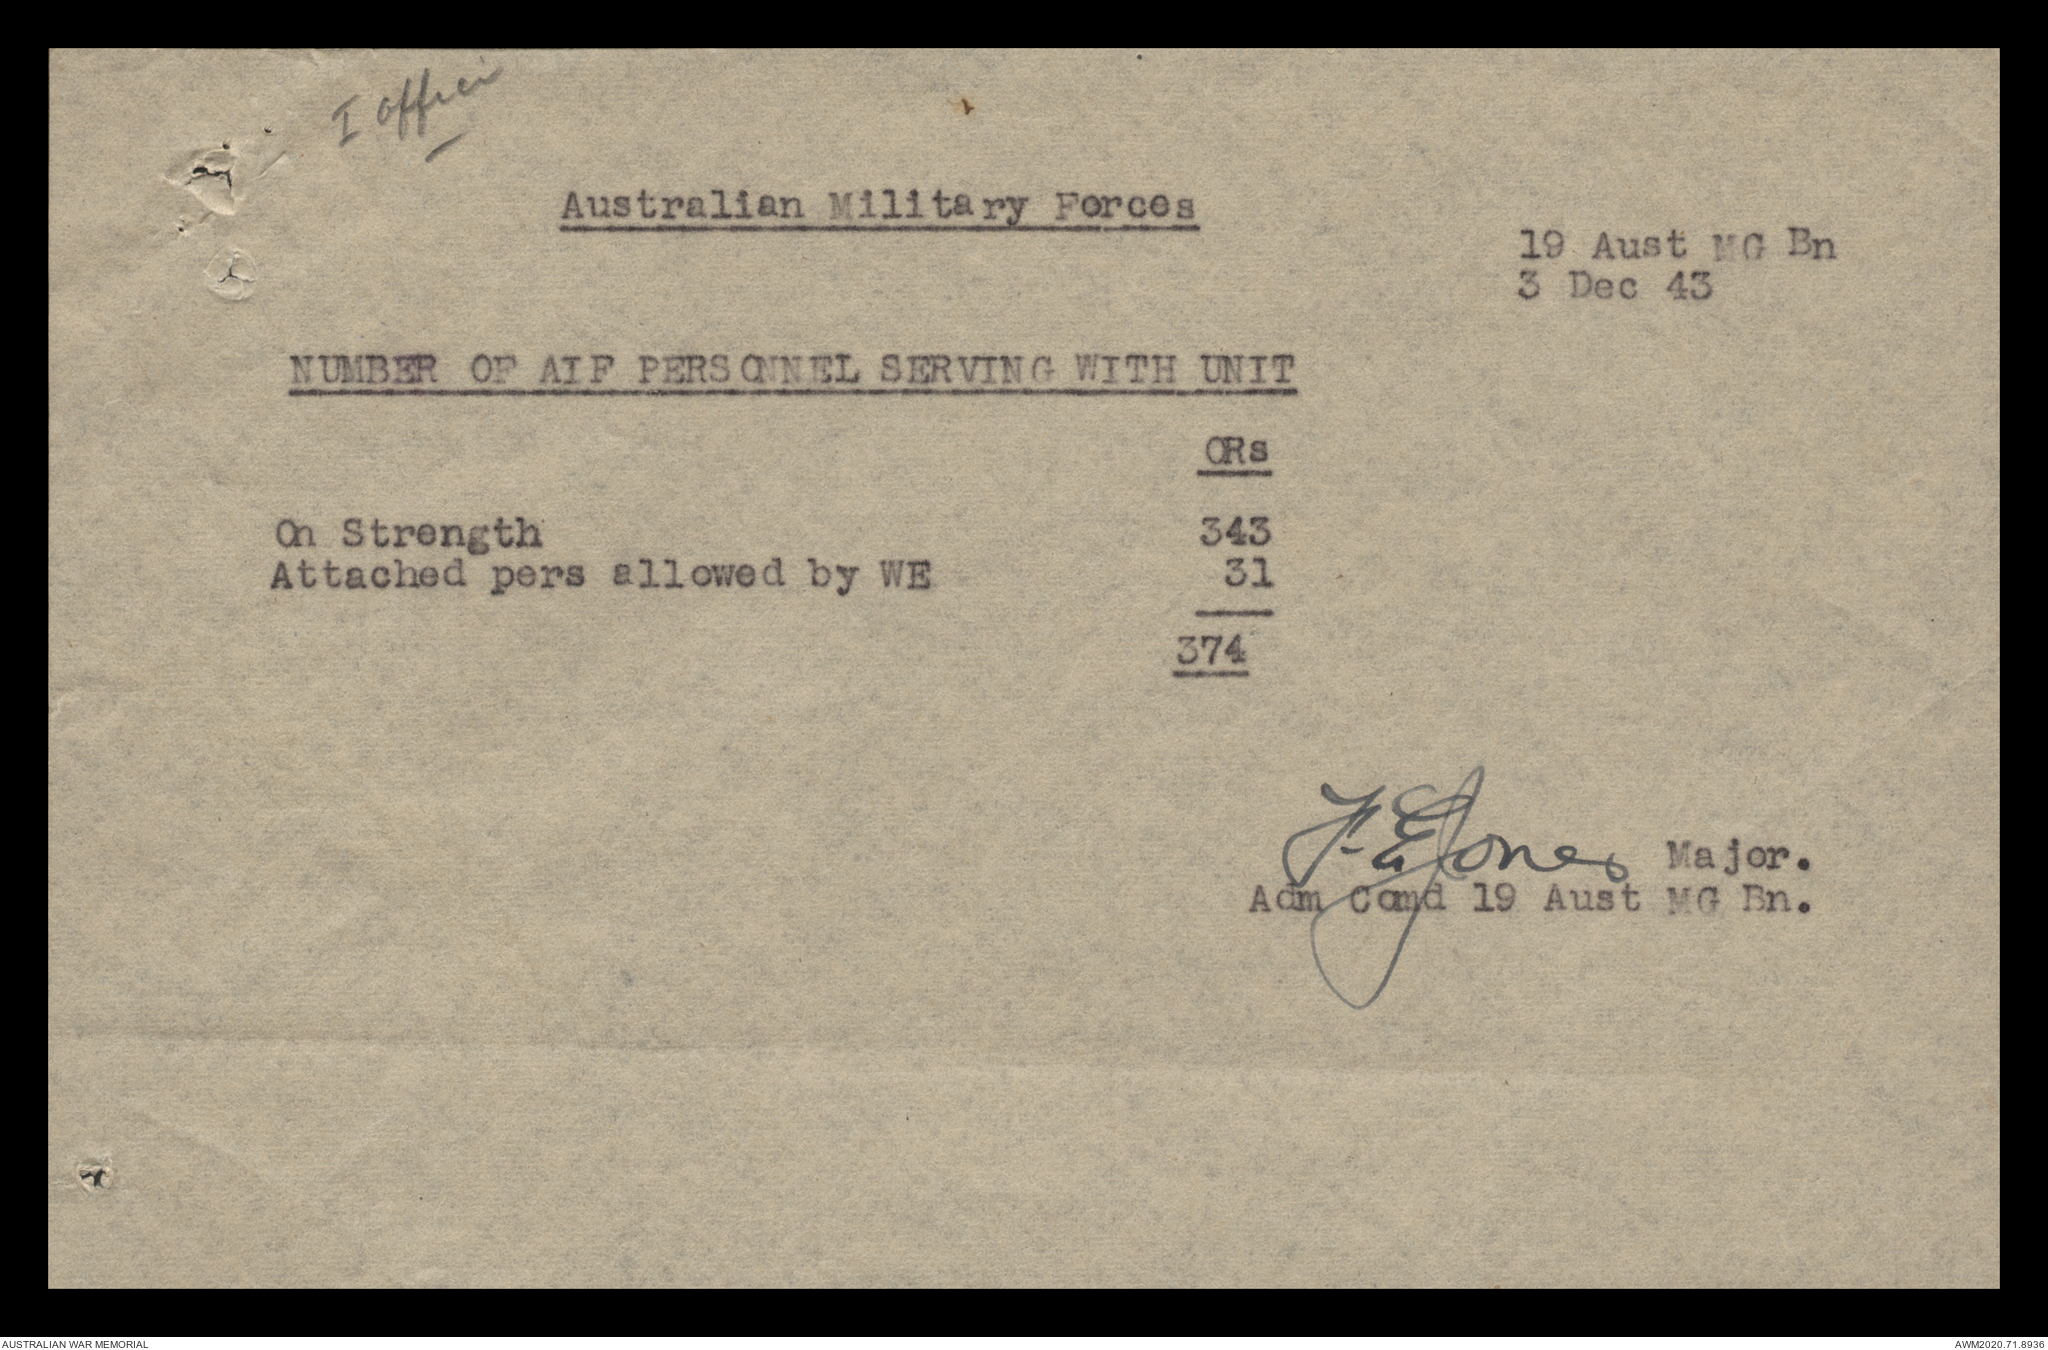 I officer
Australian Military Forces
19 Aust MG Bn
3 Dec 43
NUMBER OF AIF PERSONNEL SERVING WITH UNIT
ORs
On Strength 343
Attached pers allowed by WE 31
374
F.E. Jones Major.
Adm Comd 19 Aust MG Bn.
AUSTRALIAN WAR MEMORIAL
AWM2020.71.8936